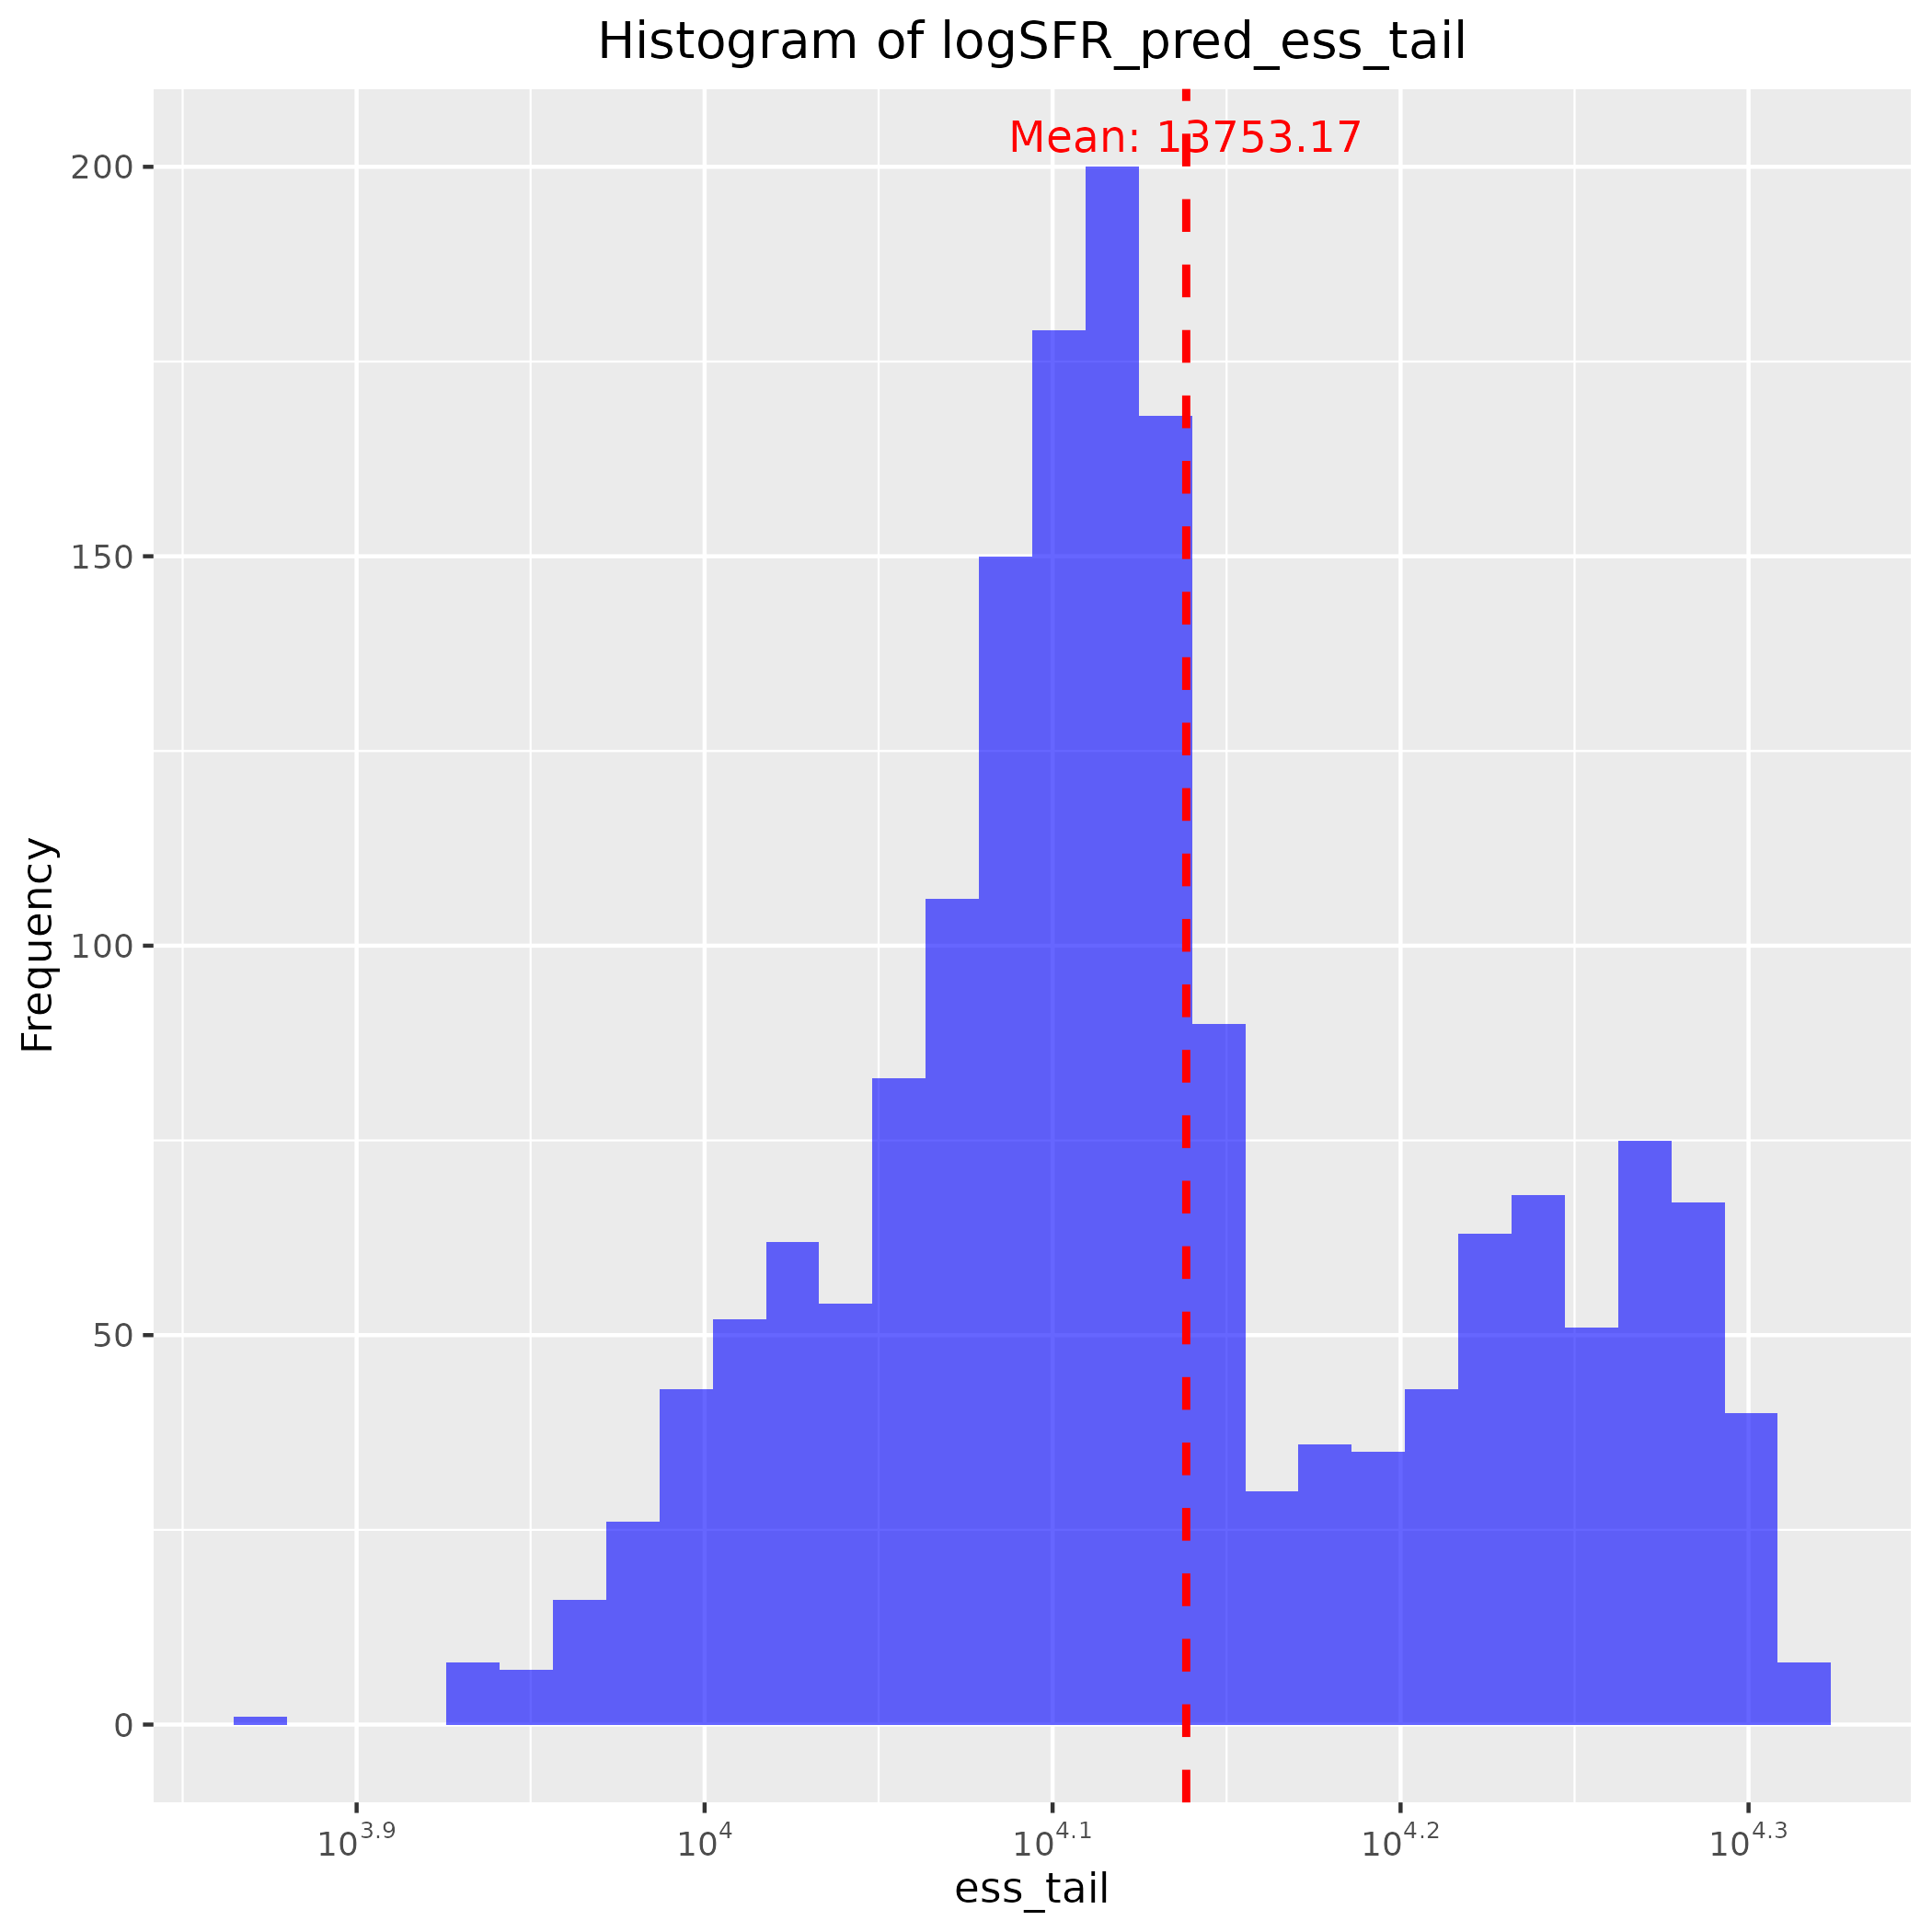 Histogram of logSFR_pred_ess_tail
Mean: 13753.17
200
150
100
50
0
Frequency
10^3.9 10^4 10^4.1 10^4.2 10^4.3
ess_tail